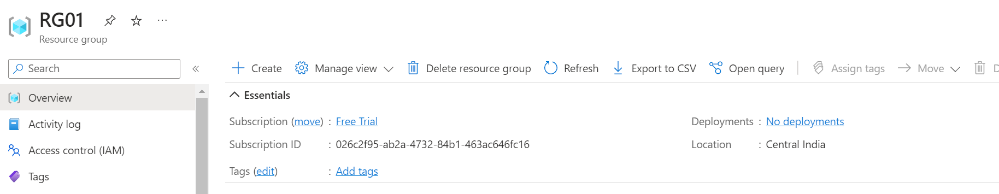 RG01
Resource group
Search
Overview
Activity log
Access control (IAM)
Tags
Create Manage view Delete resource group Refresh Export to CSV Open query Assign tags Move D
Essentials
Subscription (move) : Free Trial
Subscription ID : 026c2f95-ab2a-4732-84b1-463ac646fc16
Tags (edit) : Add tags
Deployments : No deployments
Location : Central India